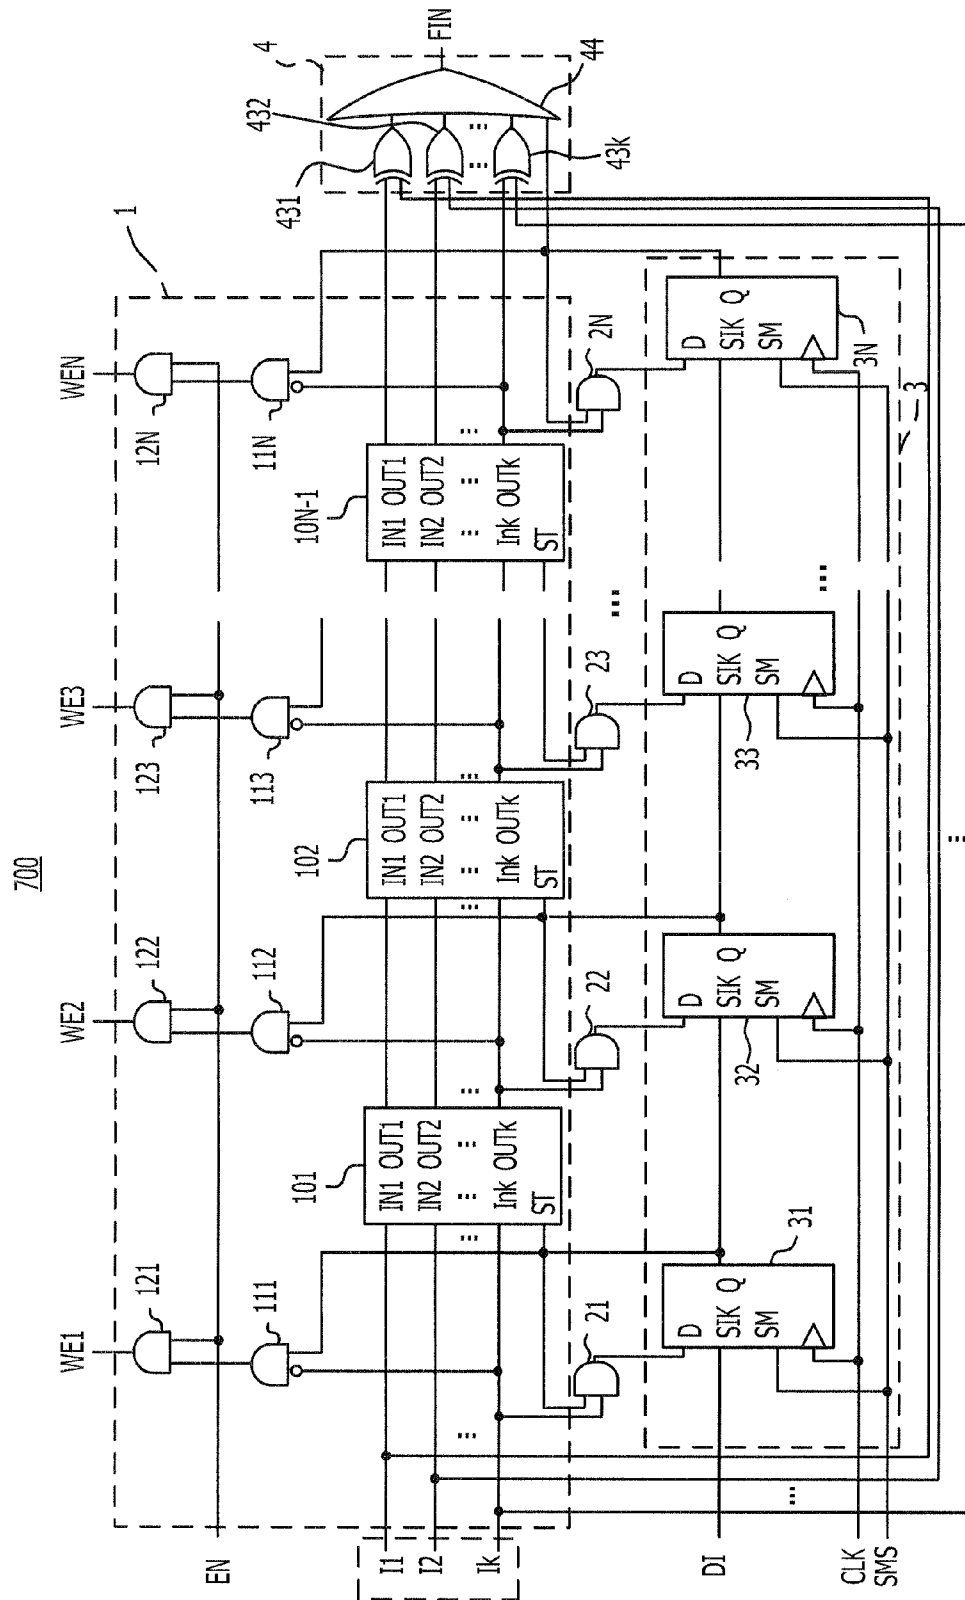 700
WE1
WE2
WE3
WEN
1
4
121
122
123
12N
111
112
113
11N
EN
FIN
431
432
43k
44
101
102
10N-1
I1
I2
Ik
IN1 OUT1
IN2 OUT2
... ...
Ink OUTk
ST
IN1 OUT1
IN2 OUT2
... ...
Ink OUTk
ST
IN1 OUT1
IN2 OUT2
... ...
Ink OUTk
ST
21
22
23
2N
...
31
32
33
3N
3
D
SIK Q
SM
D
SIK Q
SM
D
SIK Q
SM
D
SIK Q
SM
...
DI
CLK
SMS
...